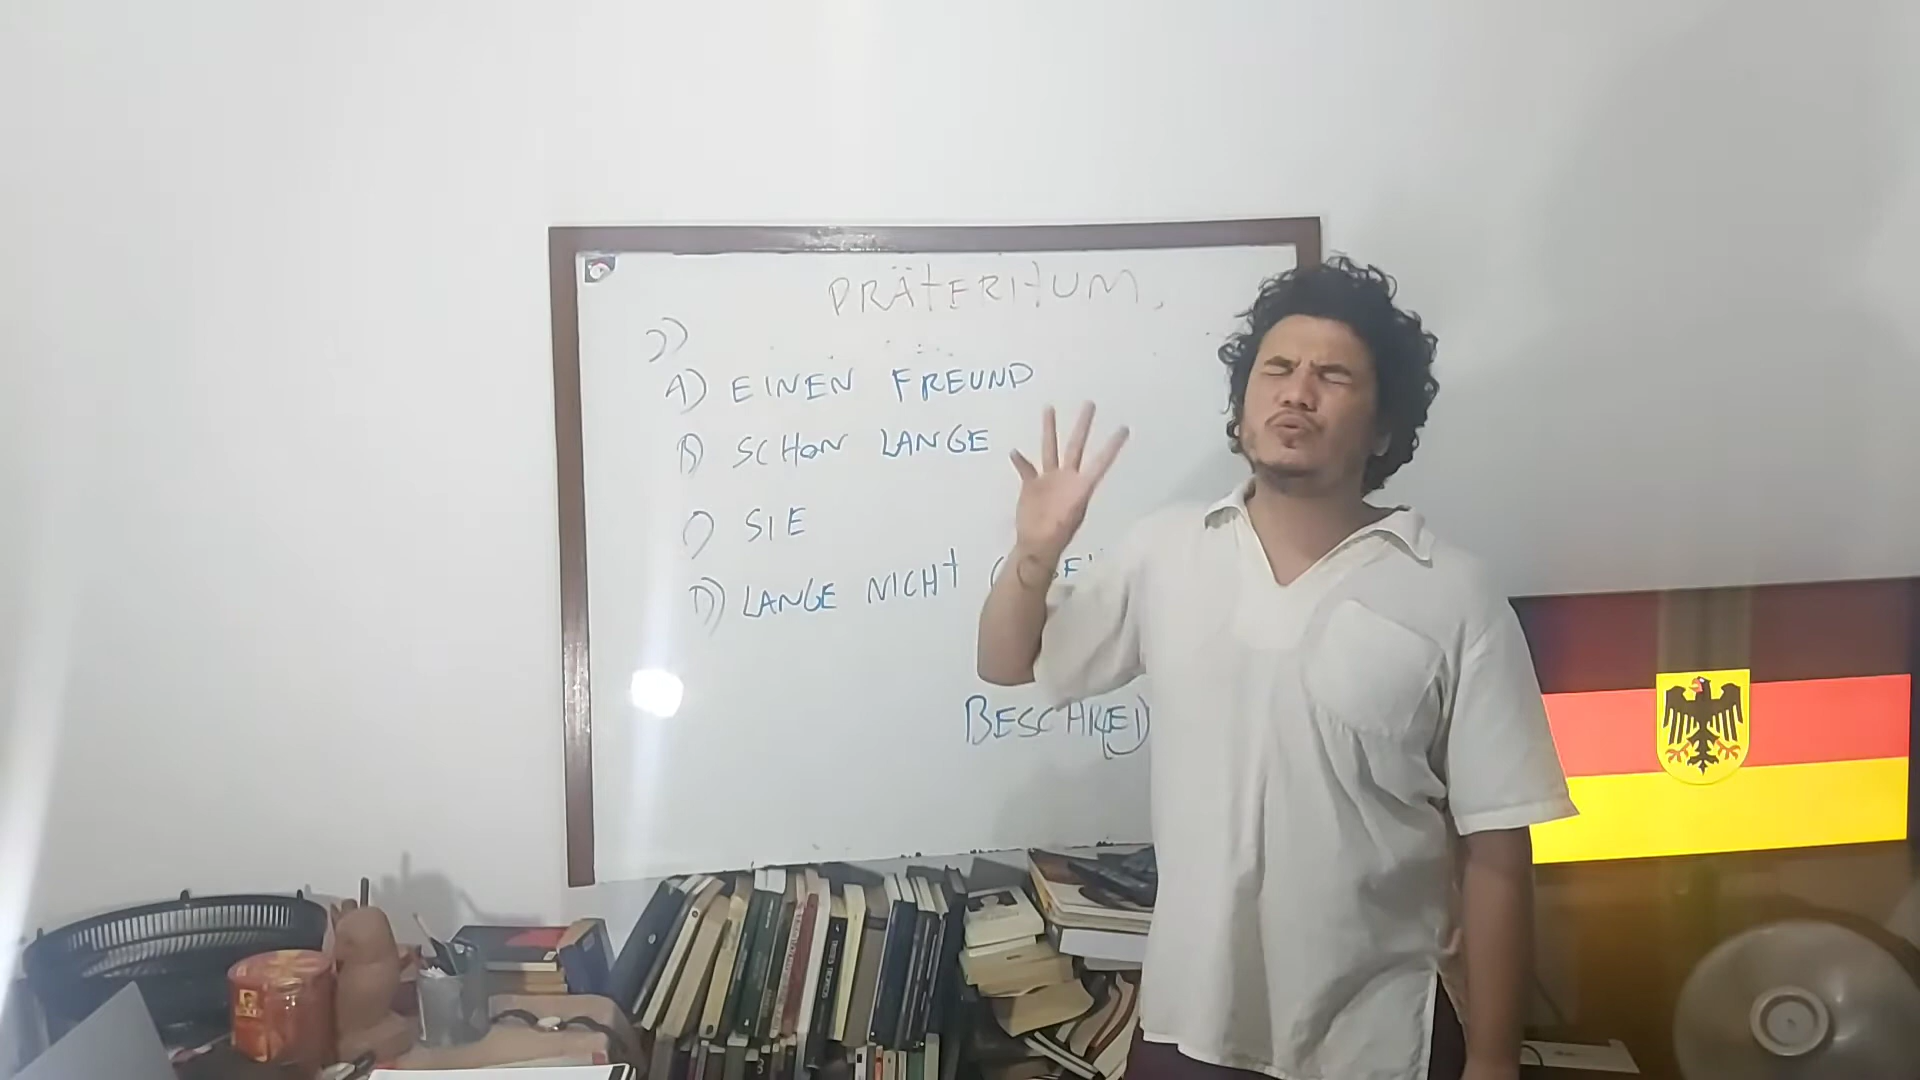 PRÄTERITUM
A) EINEN FREUND
B) SCHON LANGE
C) SIE
D) LANGE NICHT
BESCHREI